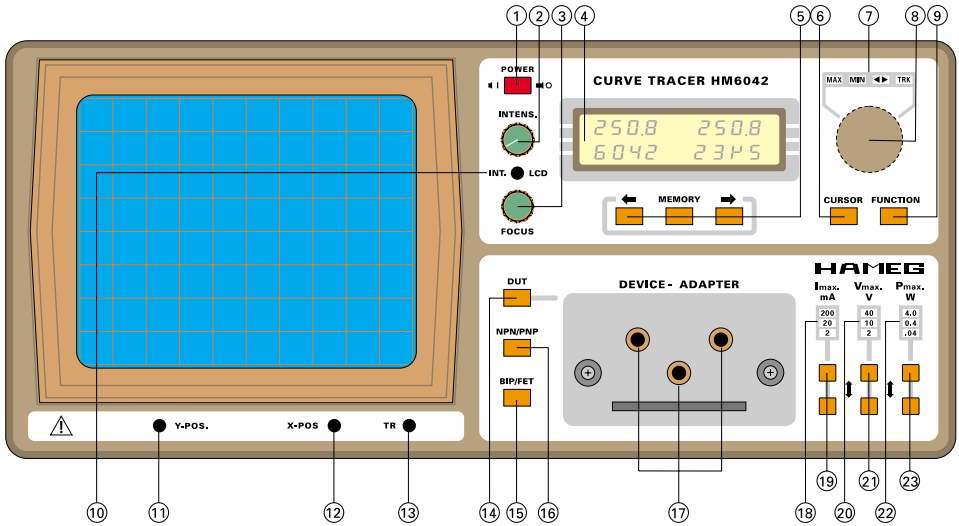 ① ② ③ ④ ⑤ ⑥ ⑦ ⑧ ⑨
POWER
I O
CURVE TRACER HM6042
MAX MIN ◄► TRK
INTENS.
250.8 250.8
6042 23µS
INT. LCD
FOCUS
← MEMORY →
CURSOR FUNCTION
HAMEG
DUT
DEVICE- ADAPTER
Imax. Vmax. Pmax.
mA V W
200 40 4.0
20 10 0.4
2 2 .04
NPN/PNP
BIP/FET
Y-POS. X-POS TR
⑩ ⑪ ⑫ ⑬ ⑭ ⑮ ⑯ ⑰ ⑱ ⑲ ⑳ ㉑ ㉒ ㉓